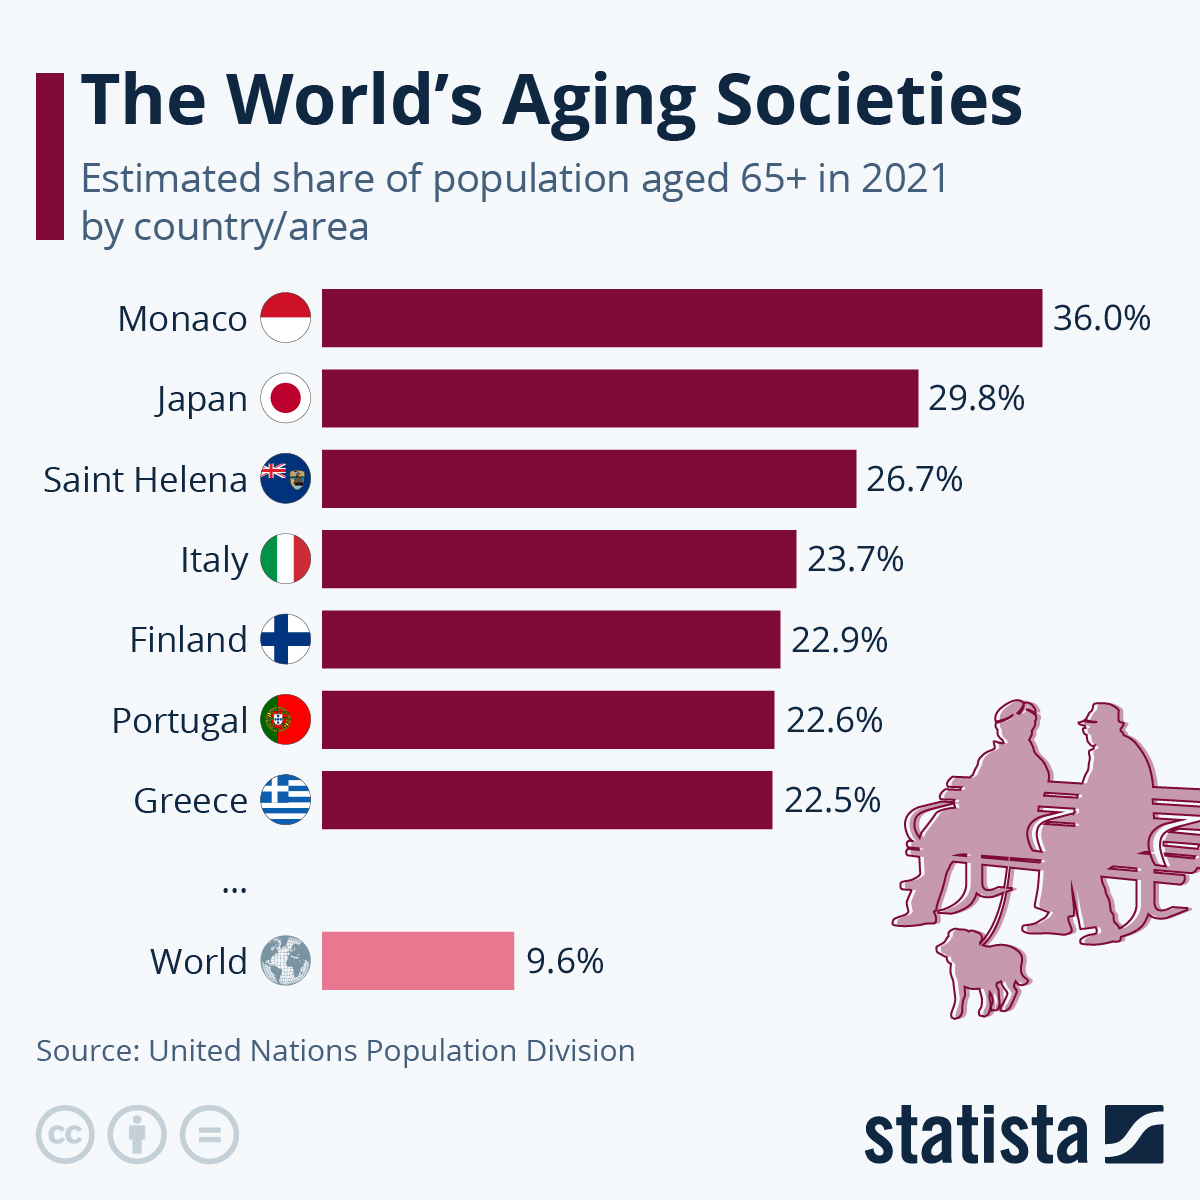 The World’s Aging Societies
Estimated share of population aged 65+ in 2021
by country/area
Monaco 36.0%
Japan 29.8%
Saint Helena 26.7%
Italy 23.7%
Finland 22.9%
Portugal 22.6%
Greece 22.5%
...
World 9.6%
Source: United Nations Population Division
cc =
statista